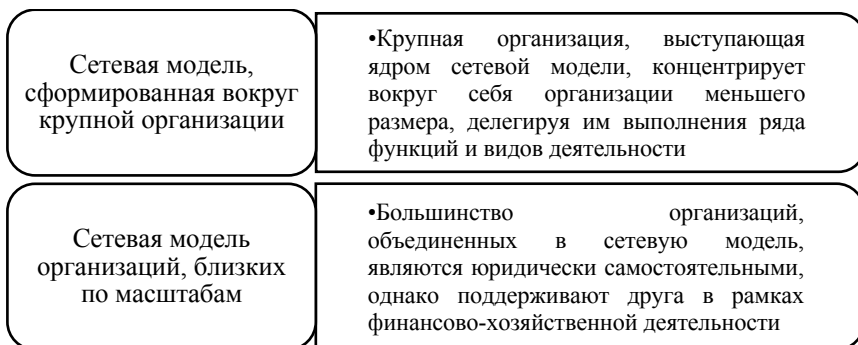 Сетевая модель,
сформированная вокруг
крупной организации
•Крупная организация, выступающая
ядром сетевой модели, концентрирует
вокруг себя организации меньшего
размера, делегируя им выполнения ряда
функций и видов деятельности
Сетевая модель
организаций, близких
по масштабам
•Большинство организаций,
объединенных в сетевую модель,
являются юридически самостоятельными,
однако поддерживают друга в рамках
финансово-хозяйственной деятельности